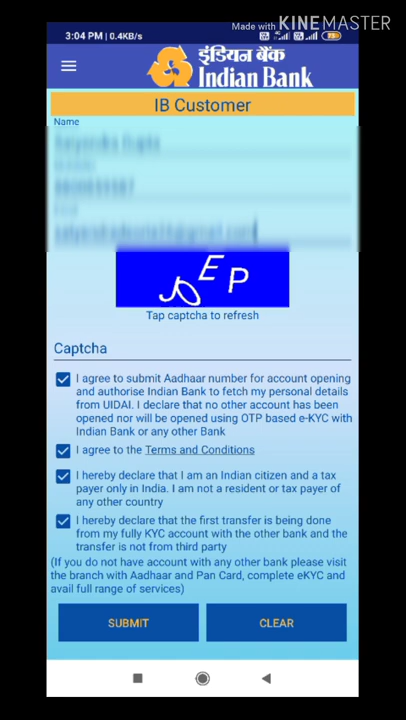 Made with KINEMASTER
3:04 PM | 0.4KB/s
इंडियन बैंक
Indian Bank
IB Customer
Name
JOEP
Tap captcha to refresh
Captcha
I agree to submit Aadhaar number for account opening
and authorise Indian Bank to fetch my personal details
from UIDAI. I declare that no other account has been
opened nor will be opened using OTP based e-KYC with
Indian Bank or any other Bank
I agree to the Terms and Conditions
I hereby declare that I am an Indian citizen and a tax
payer only in India. I am not a resident or tax payer of
any other country
I hereby declare that the first transfer is being done
from my fully KYC account with the other bank and the
transfer is not from third party
(If you do not have account with any other bank please visit
the branch with Aadhaar and Pan Card, complete eKYC and
avail full range of services)
SUBMIT
CLEAR